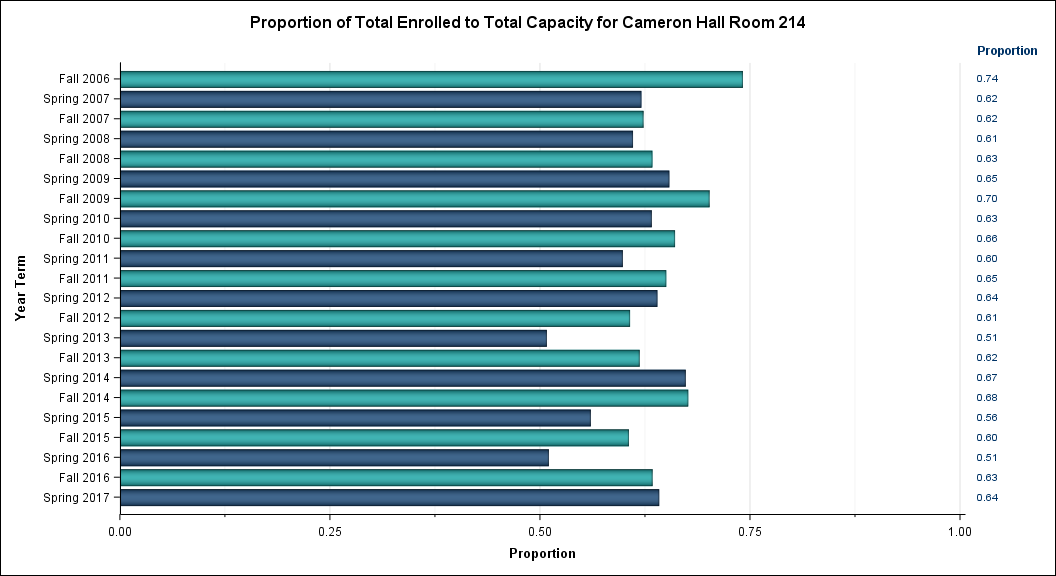 Proportion of Total Enrolled to Total Capacity for Cameron Hall Room 214
Proportion
Fall 2006 0.74
Spring 2007 0.62
Fall 2007 0.62
Spring 2008 0.61
Fall 2008 0.63
Spring 2009 0.65
Fall 2009 0.70
Spring 2010 0.63
Fall 2010 0.66
Spring 2011 0.60
Fall 2011 0.65
Spring 2012 0.64
Fall 2012 0.61
Spring 2013 0.51
Fall 2013 0.62
Spring 2014 0.67
Fall 2014 0.68
Spring 2015 0.56
Fall 2015 0.60
Spring 2016 0.51
Fall 2016 0.63
Spring 2017 0.64
Year Term
0.00 0.25 0.50 0.75 1.00
Proportion